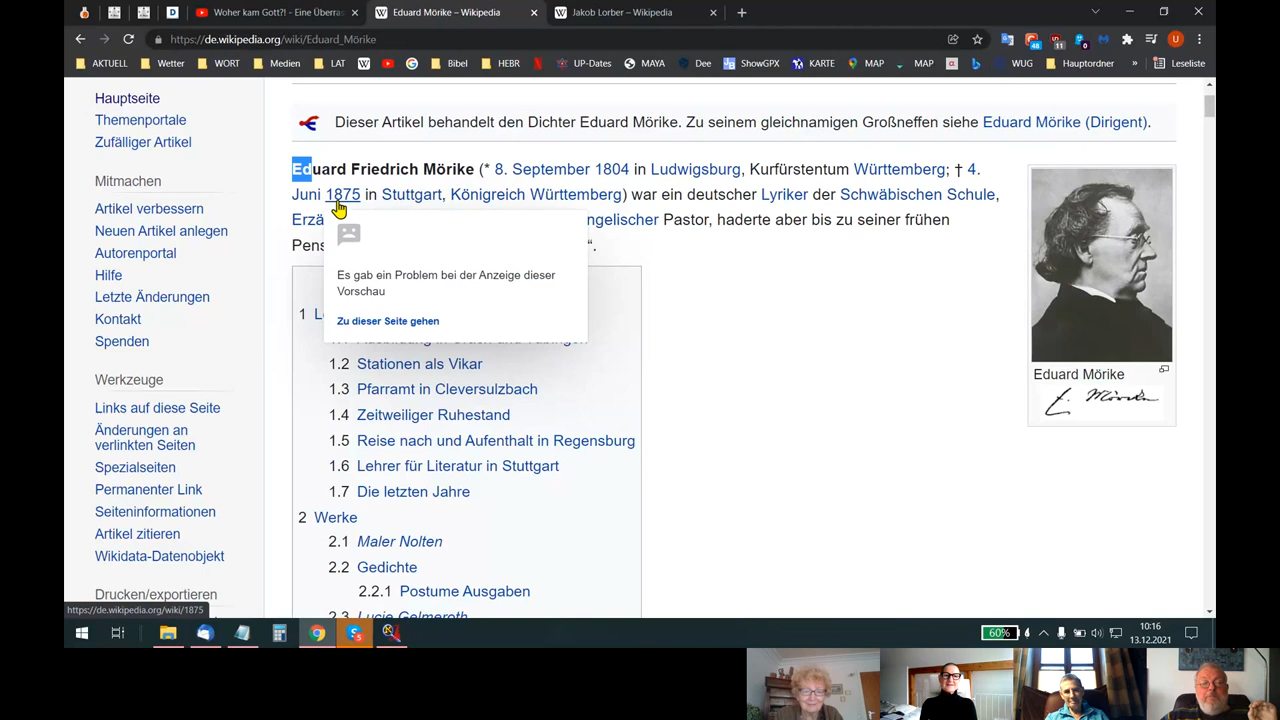 Woher kam Gott?! - Eine Überras
Eduard Mörike – Wikipedia
Jakob Lorber – Wikipedia
https://de.wikipedia.org/wiki/Eduard_Mörike
AKTUELL Wetter WORT Medien LAT Bibel HEBR UP-Dates MAYA Dee ShowGPX KARTE MAP MAP WUG Hauptordner » Leseliste
Hauptseite
Themenportale
Zufälliger Artikel
Mitmachen
Artikel verbessern
Neuen Artikel anlegen
Autorenportal
Hilfe
Letzte Änderungen
Kontakt
Spenden
Werkzeuge
Links auf diese Seite
Änderungen an
verlinkten Seiten
Spezialseiten
Permanenter Link
Seiteninformationen
Artikel zitieren
Wikidata-Datenobjekt
Drucken/exportieren
https://de.wikipedia.org/wiki/1875
Dieser Artikel behandelt den Dichter Eduard Mörike. Zu seinem gleichnamigen Großneffen siehe Eduard Mörike (Dirigent).
Eduard Friedrich Mörike (* 8. September 1804 in Ludwigsburg, Kurfürstentum Württemberg; † 4.
Juni 1875 in Stuttgart, Königreich Württemberg) war ein deutscher Lyriker der Schwäbischen Schule,
Erzä ngelischer Pastor, haderte aber bis zu seiner frühen
Pens “.
Es gab ein Problem bei der Anzeige dieser
Vorschau
Zu dieser Seite gehen
1 L
1.2 Stationen als Vikar
1.3 Pfarramt in Cleversulzbach
1.4 Zeitweiliger Ruhestand
1.5 Reise nach und Aufenthalt in Regensburg
1.6 Lehrer für Literatur in Stuttgart
1.7 Die letzten Jahre
2 Werke
2.1 Maler Nolten
2.2 Gedichte
2.2.1 Postume Ausgaben
2.3 Lucie Gelmeroth
Eduard Mörike
E. Mörike
60%
10:16
13.12.2021